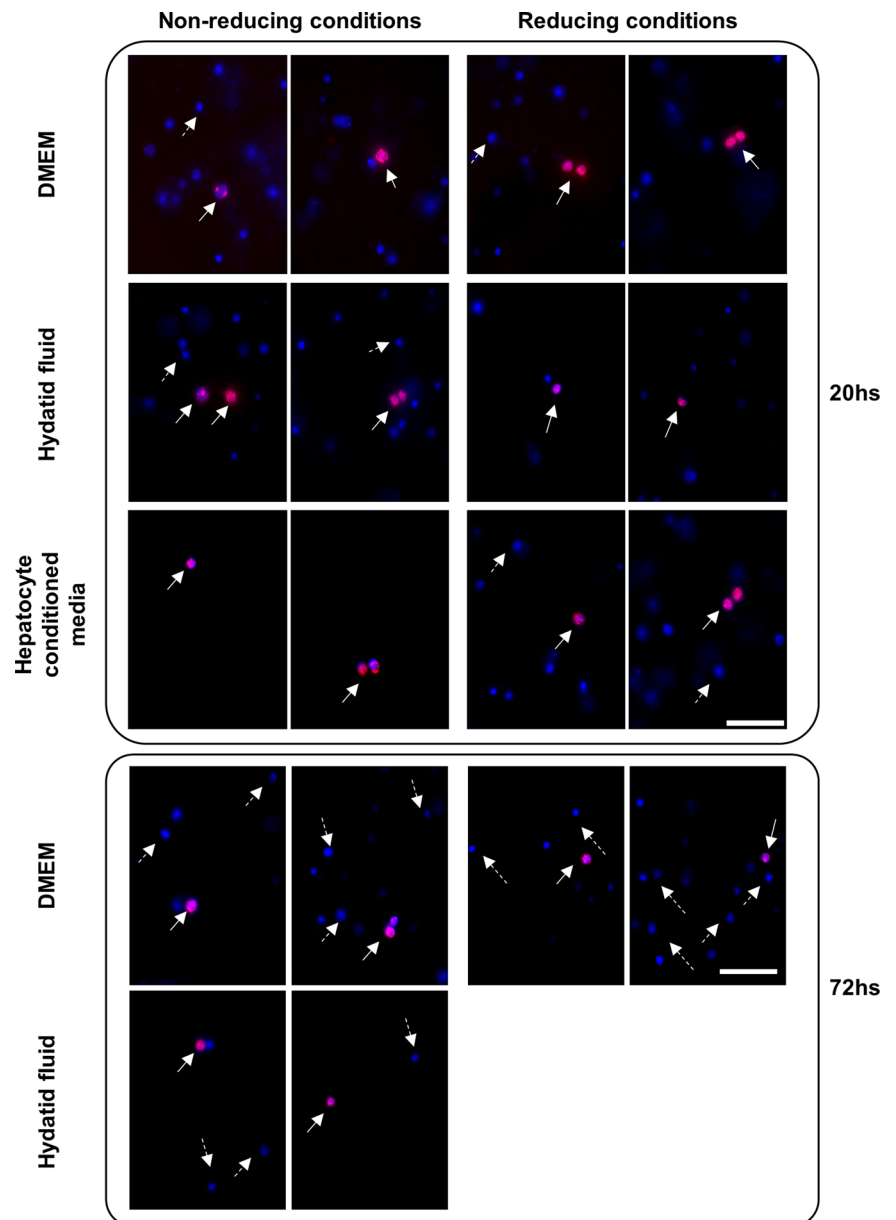 Non-reducing conditions
Reducing conditions
DMEM
Hydatid fluid
Hepatocyte
conditioned
media
20hs
DMEM
Hydatid fluid
72hs